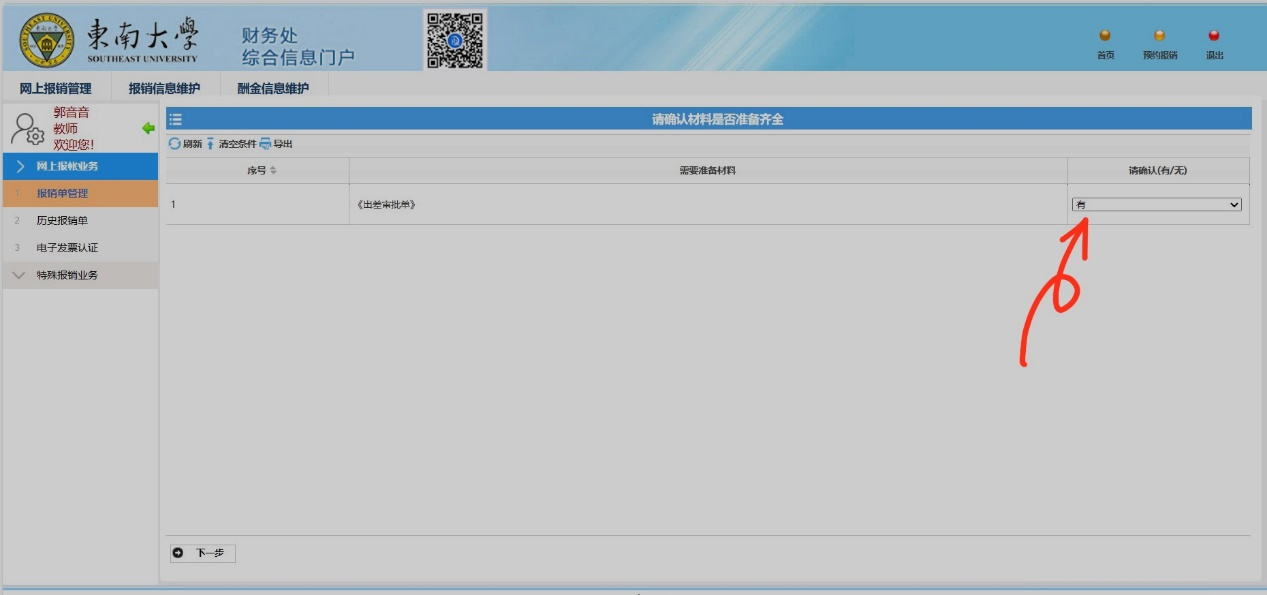 東南大學
SOUTHEAST UNIVERSITY
财务处
综合信息门户
首页 预约报销 退出
网上报销管理 报销信息维护 酬金信息维护
郭音音
教师
欢迎您!
请确认材料是否准备齐全
刷新 清空条件 导出
网上报帐业务
序号 需要准备材料 请确认(有/无)
1 报销单管理
1 《出差审批单》 有
2 历史报销单
3 电子发票认证
特殊报销业务
下一步